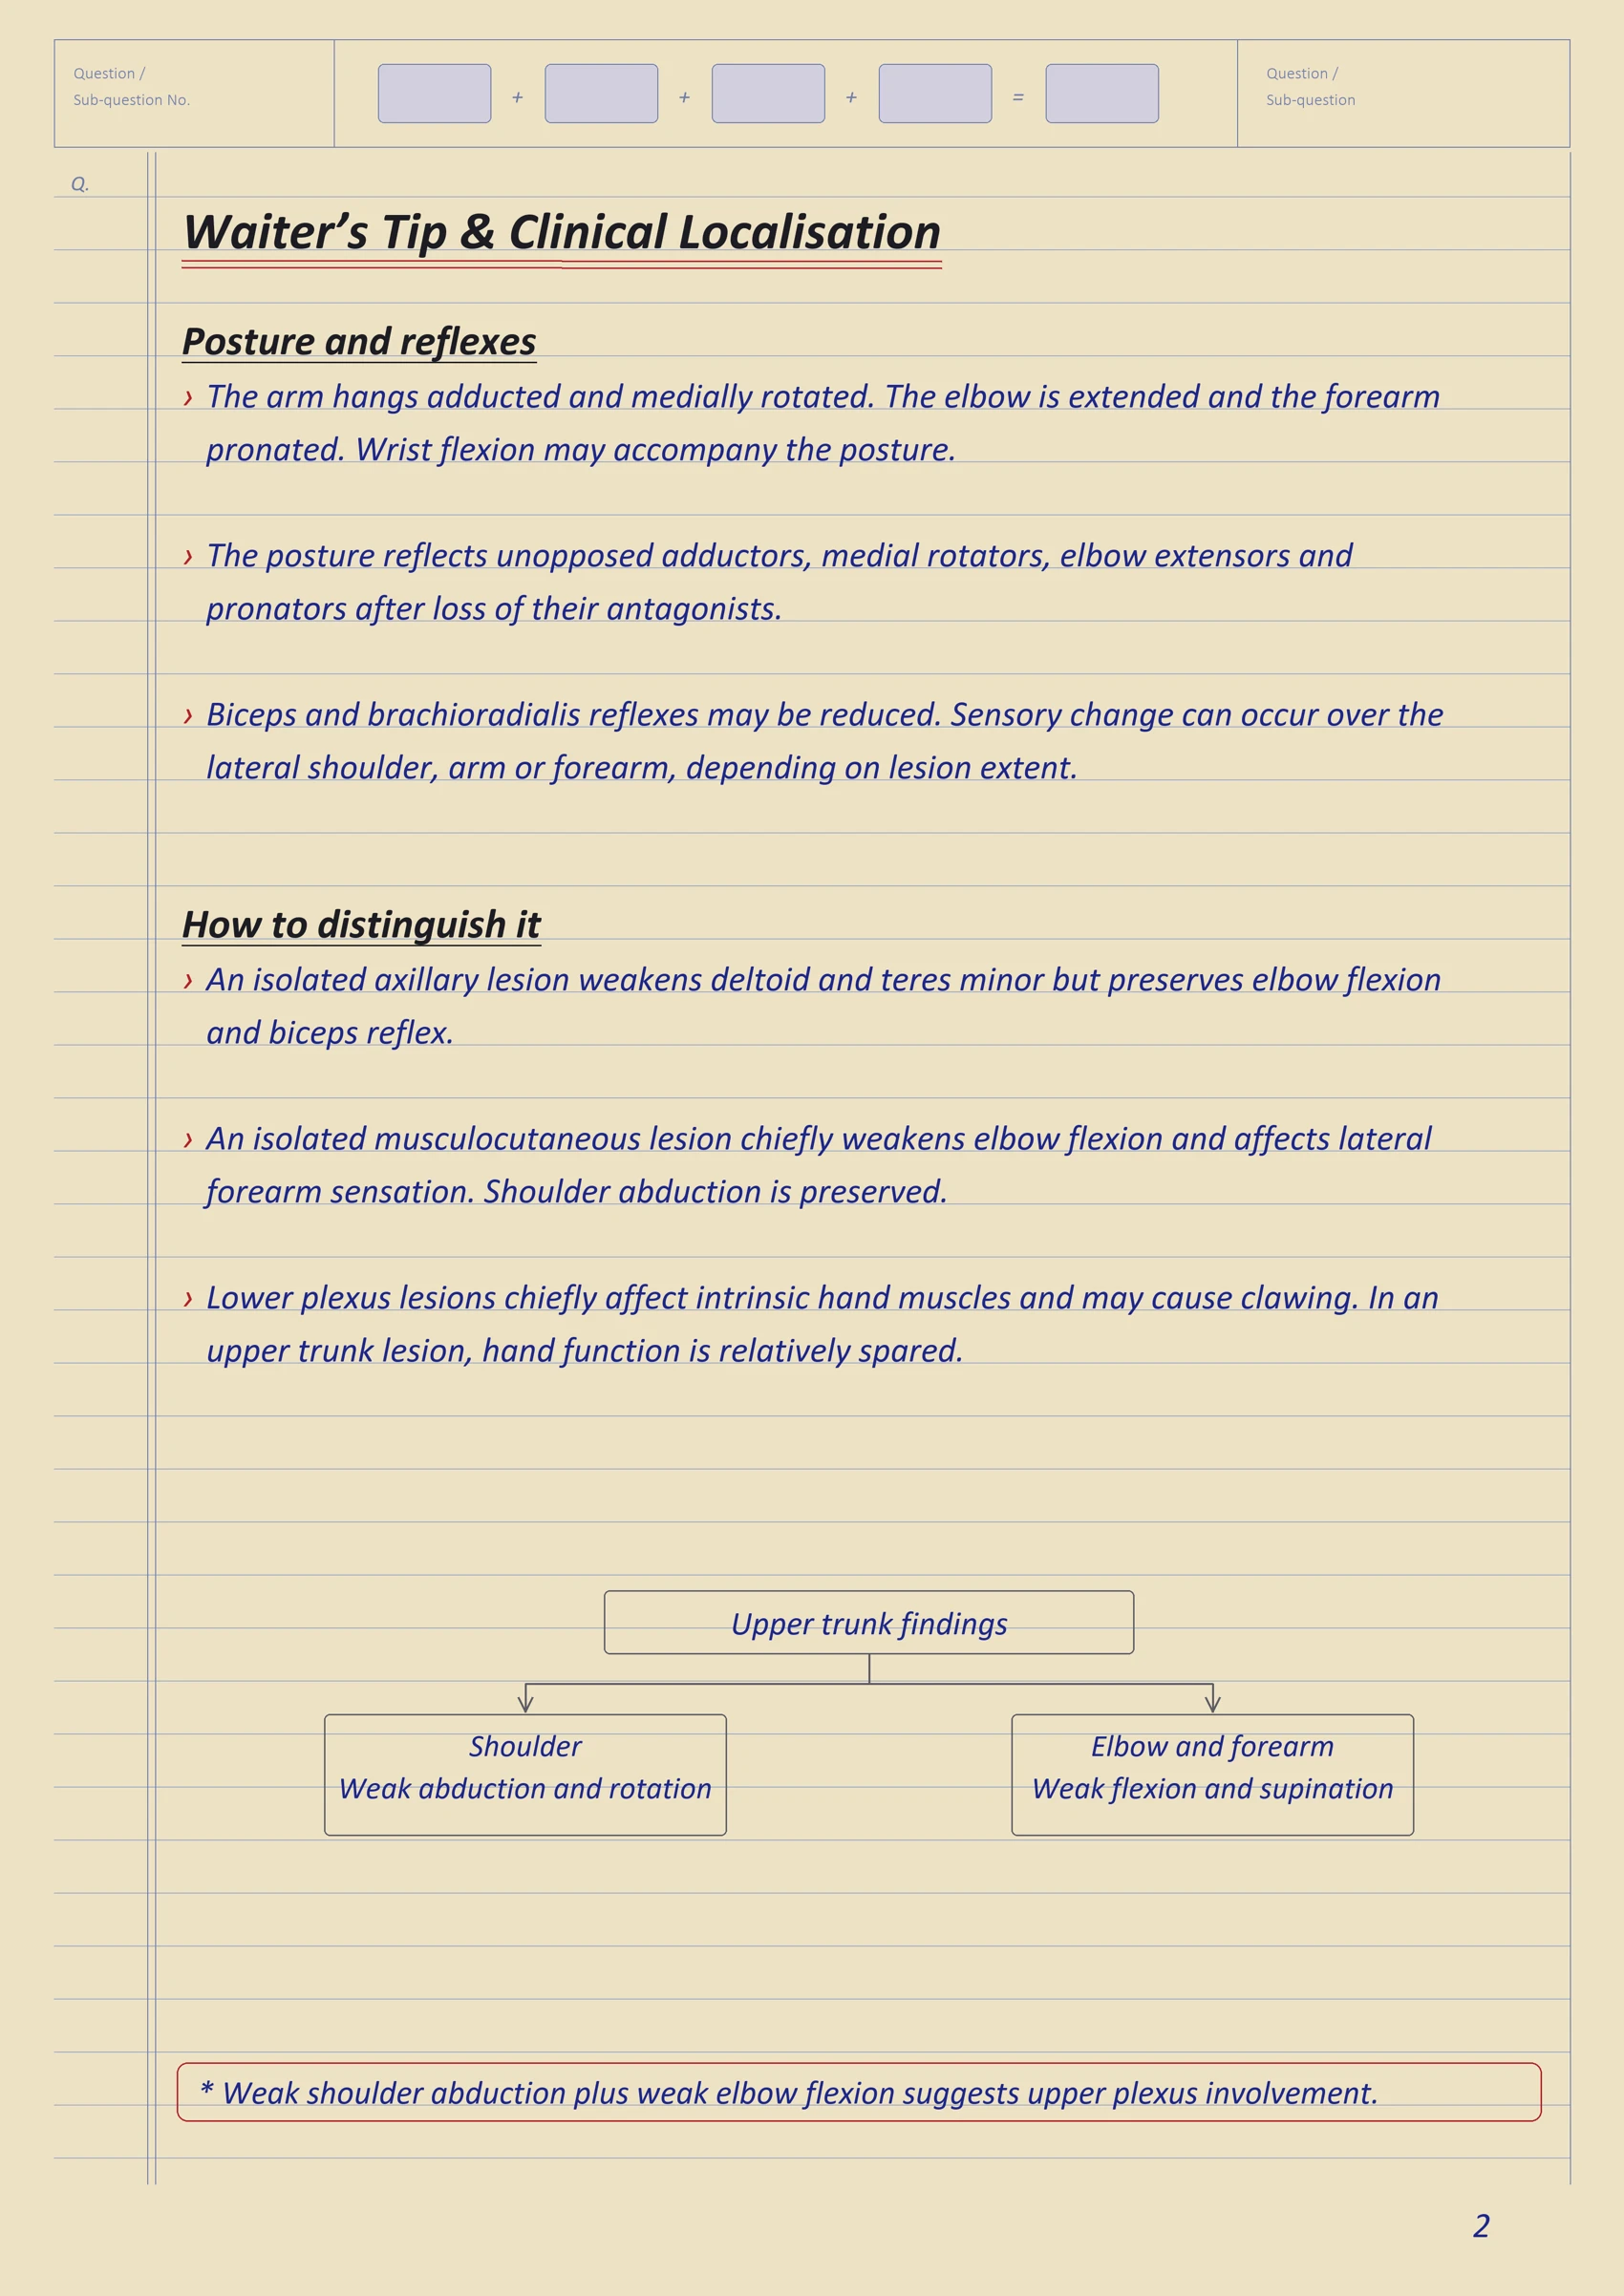 Question /
Sub-question No.
+ + + =
Question /
Sub-question
Q.
Waiter’s Tip & Clinical Localisation
Posture and reflexes
› The arm hangs adducted and medially rotated. The elbow is extended and the forearm
pronated. Wrist flexion may accompany the posture.
› The posture reflects unopposed adductors, medial rotators, elbow extensors and
pronators after loss of their antagonists.
› Biceps and brachioradialis reflexes may be reduced. Sensory change can occur over the
lateral shoulder, arm or forearm, depending on lesion extent.
How to distinguish it
› An isolated axillary lesion weakens deltoid and teres minor but preserves elbow flexion
and biceps reflex.
› An isolated musculocutaneous lesion chiefly weakens elbow flexion and affects lateral
forearm sensation. Shoulder abduction is preserved.
› Lower plexus lesions chiefly affect intrinsic hand muscles and may cause clawing. In an
upper trunk lesion, hand function is relatively spared.
Upper trunk findings
Shoulder
Weak abduction and rotation
Elbow and forearm
Weak flexion and supination
* Weak shoulder abduction plus weak elbow flexion suggests upper plexus involvement.
2